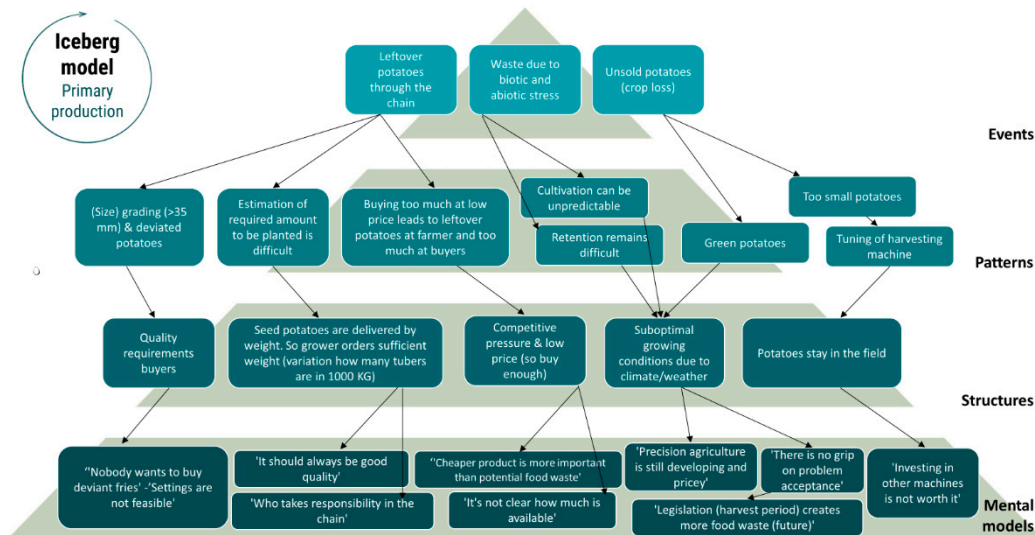 Iceberg
model
Primary
production
Leftover
potatoes
through the
chain
Waste due to
biotic and
abiotic stress
Unsold potatoes
(crop loss)
Events
(Size) grading (>35
mm) & deviated
potatoes
Estimation of
required amount
to be planted is
difficult
Buying too much at low
price leads to leftover
potatoes at farmer and too
much at buyers
Cultivation can be
unpredictable
Retention remains
difficult
Green potatoes
Too small potatoes
Tuning of harvesting
machine
Patterns
Quality
requirements
buyers
Seed potatoes are delivered by
weight. So grower orders sufficient
weight (variation how many tubers
are in 1000 KG)
Competitive
pressure & low
price (so buy
enough)
Suboptimal
growing
conditions due to
climate/weather
Potatoes stay in the field
Structures
''Nobody wants to buy
deviant fries' -'Settings are
not feasible'
'It should always be good
quality'
'Who takes responsibility in the
chain'
''Cheaper product is more important
than potential food waste'
'It's not clear how much is
available'
'Precision agriculture
is still developing and
pricey'
'There is no grip
on problem
acceptance'
'Legislation (harvest period) creates
more food waste (future)'
'Investing in
other machines
is not worth it'
Mental
models